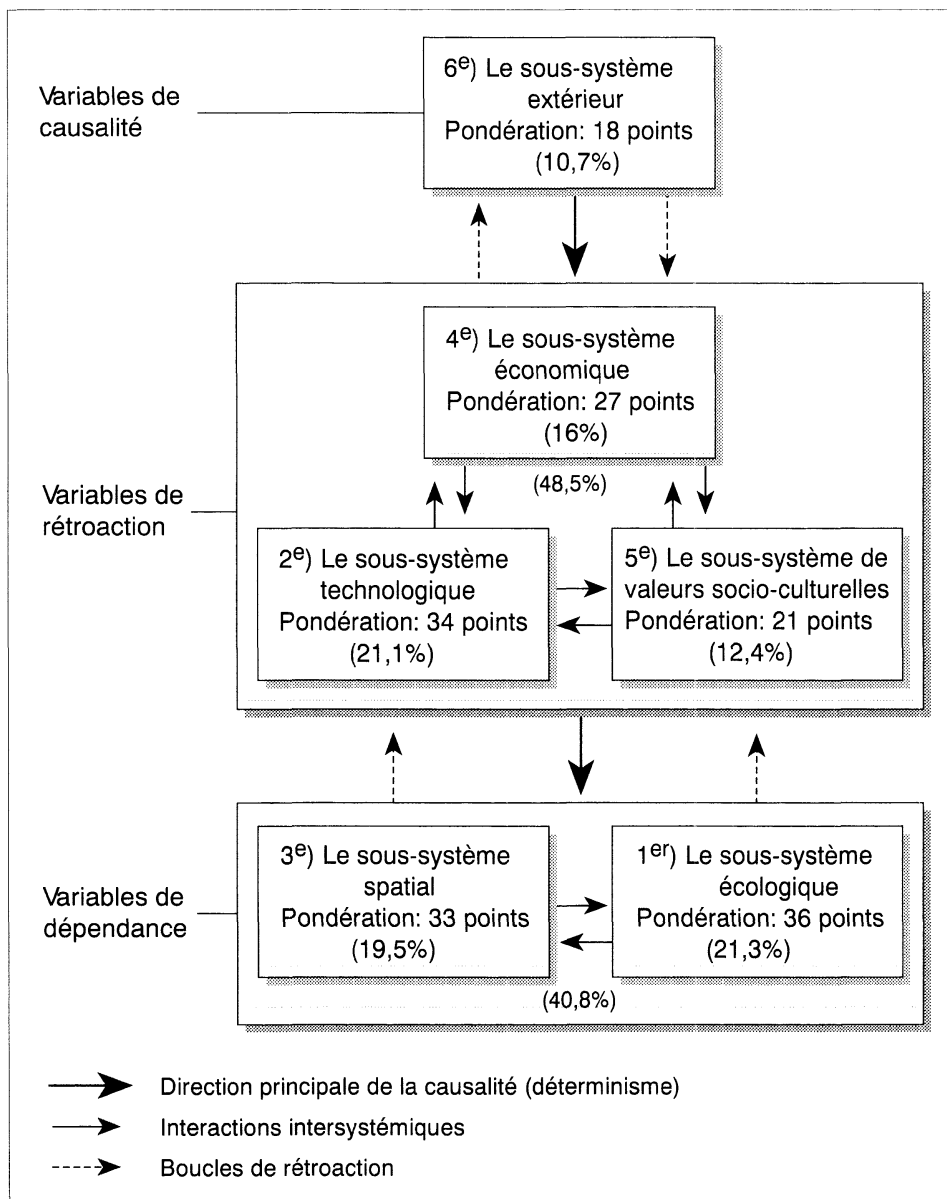 Variables de
causalité
6e) Le sous-système
extérieur
Pondération: 18 points
(10,7%)
Variables de
rétroaction
4e) Le sous-système
économique
Pondération: 27 points
(16%)
(48,5%)
2e) Le sous-système
technologique
Pondération: 34 points
(21,1%)
5e) Le sous-système de
valeurs socio-culturelles
Pondération: 21 points
(12,4%)
Variables de
dépendance
3e) Le sous-système
spatial
Pondération: 33 points
(19,5%)
1er) Le sous-système
écologique
Pondération: 36 points
(21,3%)
(40,8%)
Direction principale de la causalité (déterminisme)
Interactions intersystémiques
Boucles de rétroaction